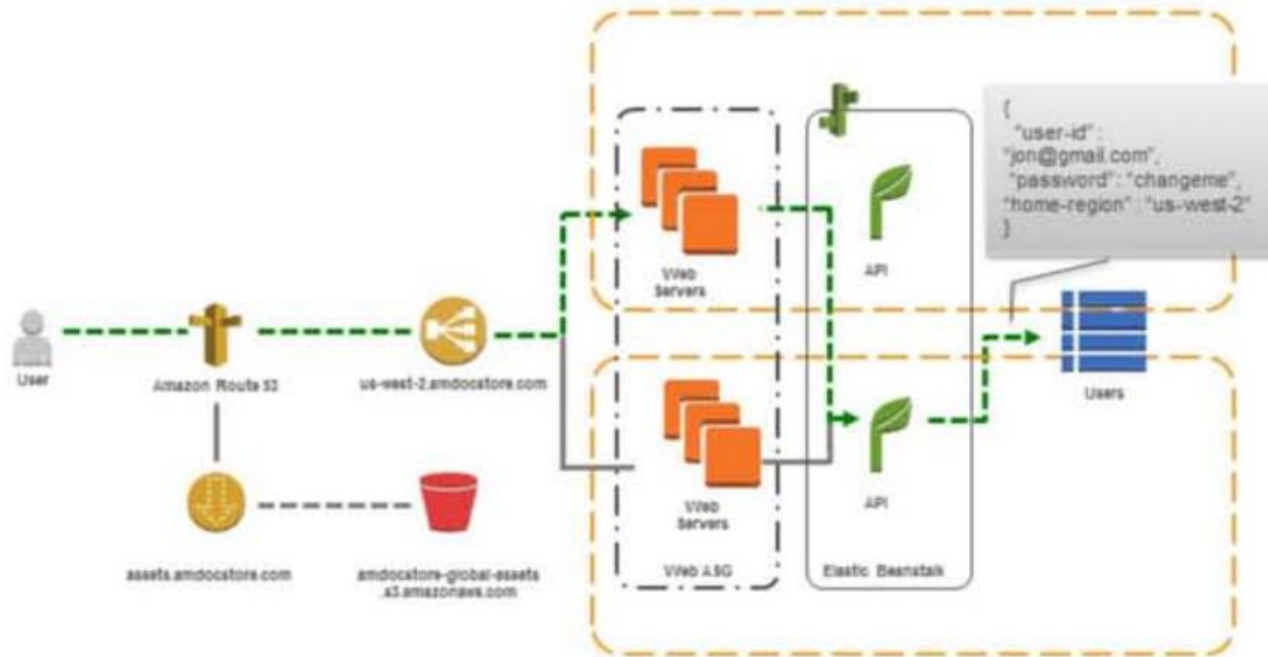 {
"user-id" :
"jon@gmail.com",
"password": "changeme",
"home-region" : "us-west-2"
}
Web
Servers
API
User
Amazon Route 53
us-west-2.amdocstore.com
Users
Web
Servers
API
assets.amdocstore.com
amdocstore-global-assets
.s3.amazonaws.com
Web ASG
Elastic Beanstalk